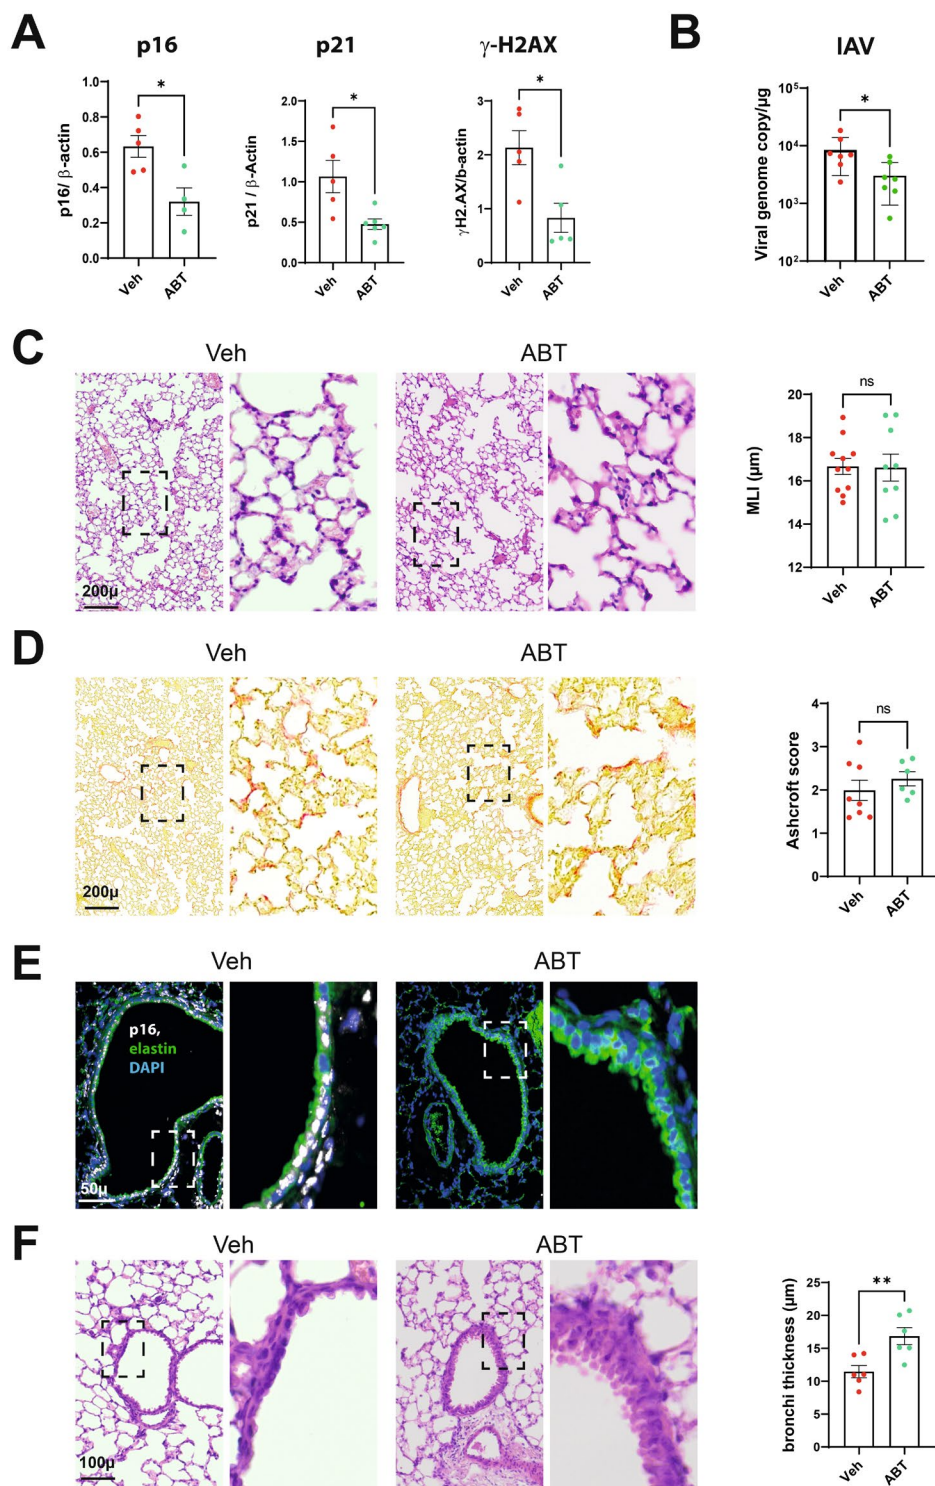 A
p16
p21
γ-H2AX
B
IAV
p16/ β-actin
1.0
0.8
0.6
0.4
0.2
0.0
*
Veh
ABT
p21 / β-Actin
2.0
1.5
1.0
0.5
0.0
*
Veh
ABT
γH2.AX/b-actin
3
2
1
0
*
Veh
ABT
Viral genome copy/µg
10⁵
10⁴
10³
10²
*
Veh
ABT
C
Veh
ABT
200µ
MLI (µm)
20
18
16
14
12
ns
Veh
ABT
D
Veh
ABT
200µ
Ashcroft score
4
3
2
1
0
ns
Veh
ABT
E
Veh
ABT
p16,
elastin
DAPI
50µ
F
Veh
ABT
100µ
bronchi thickness (µm)
25
20
15
10
5
0
**
Veh
ABT